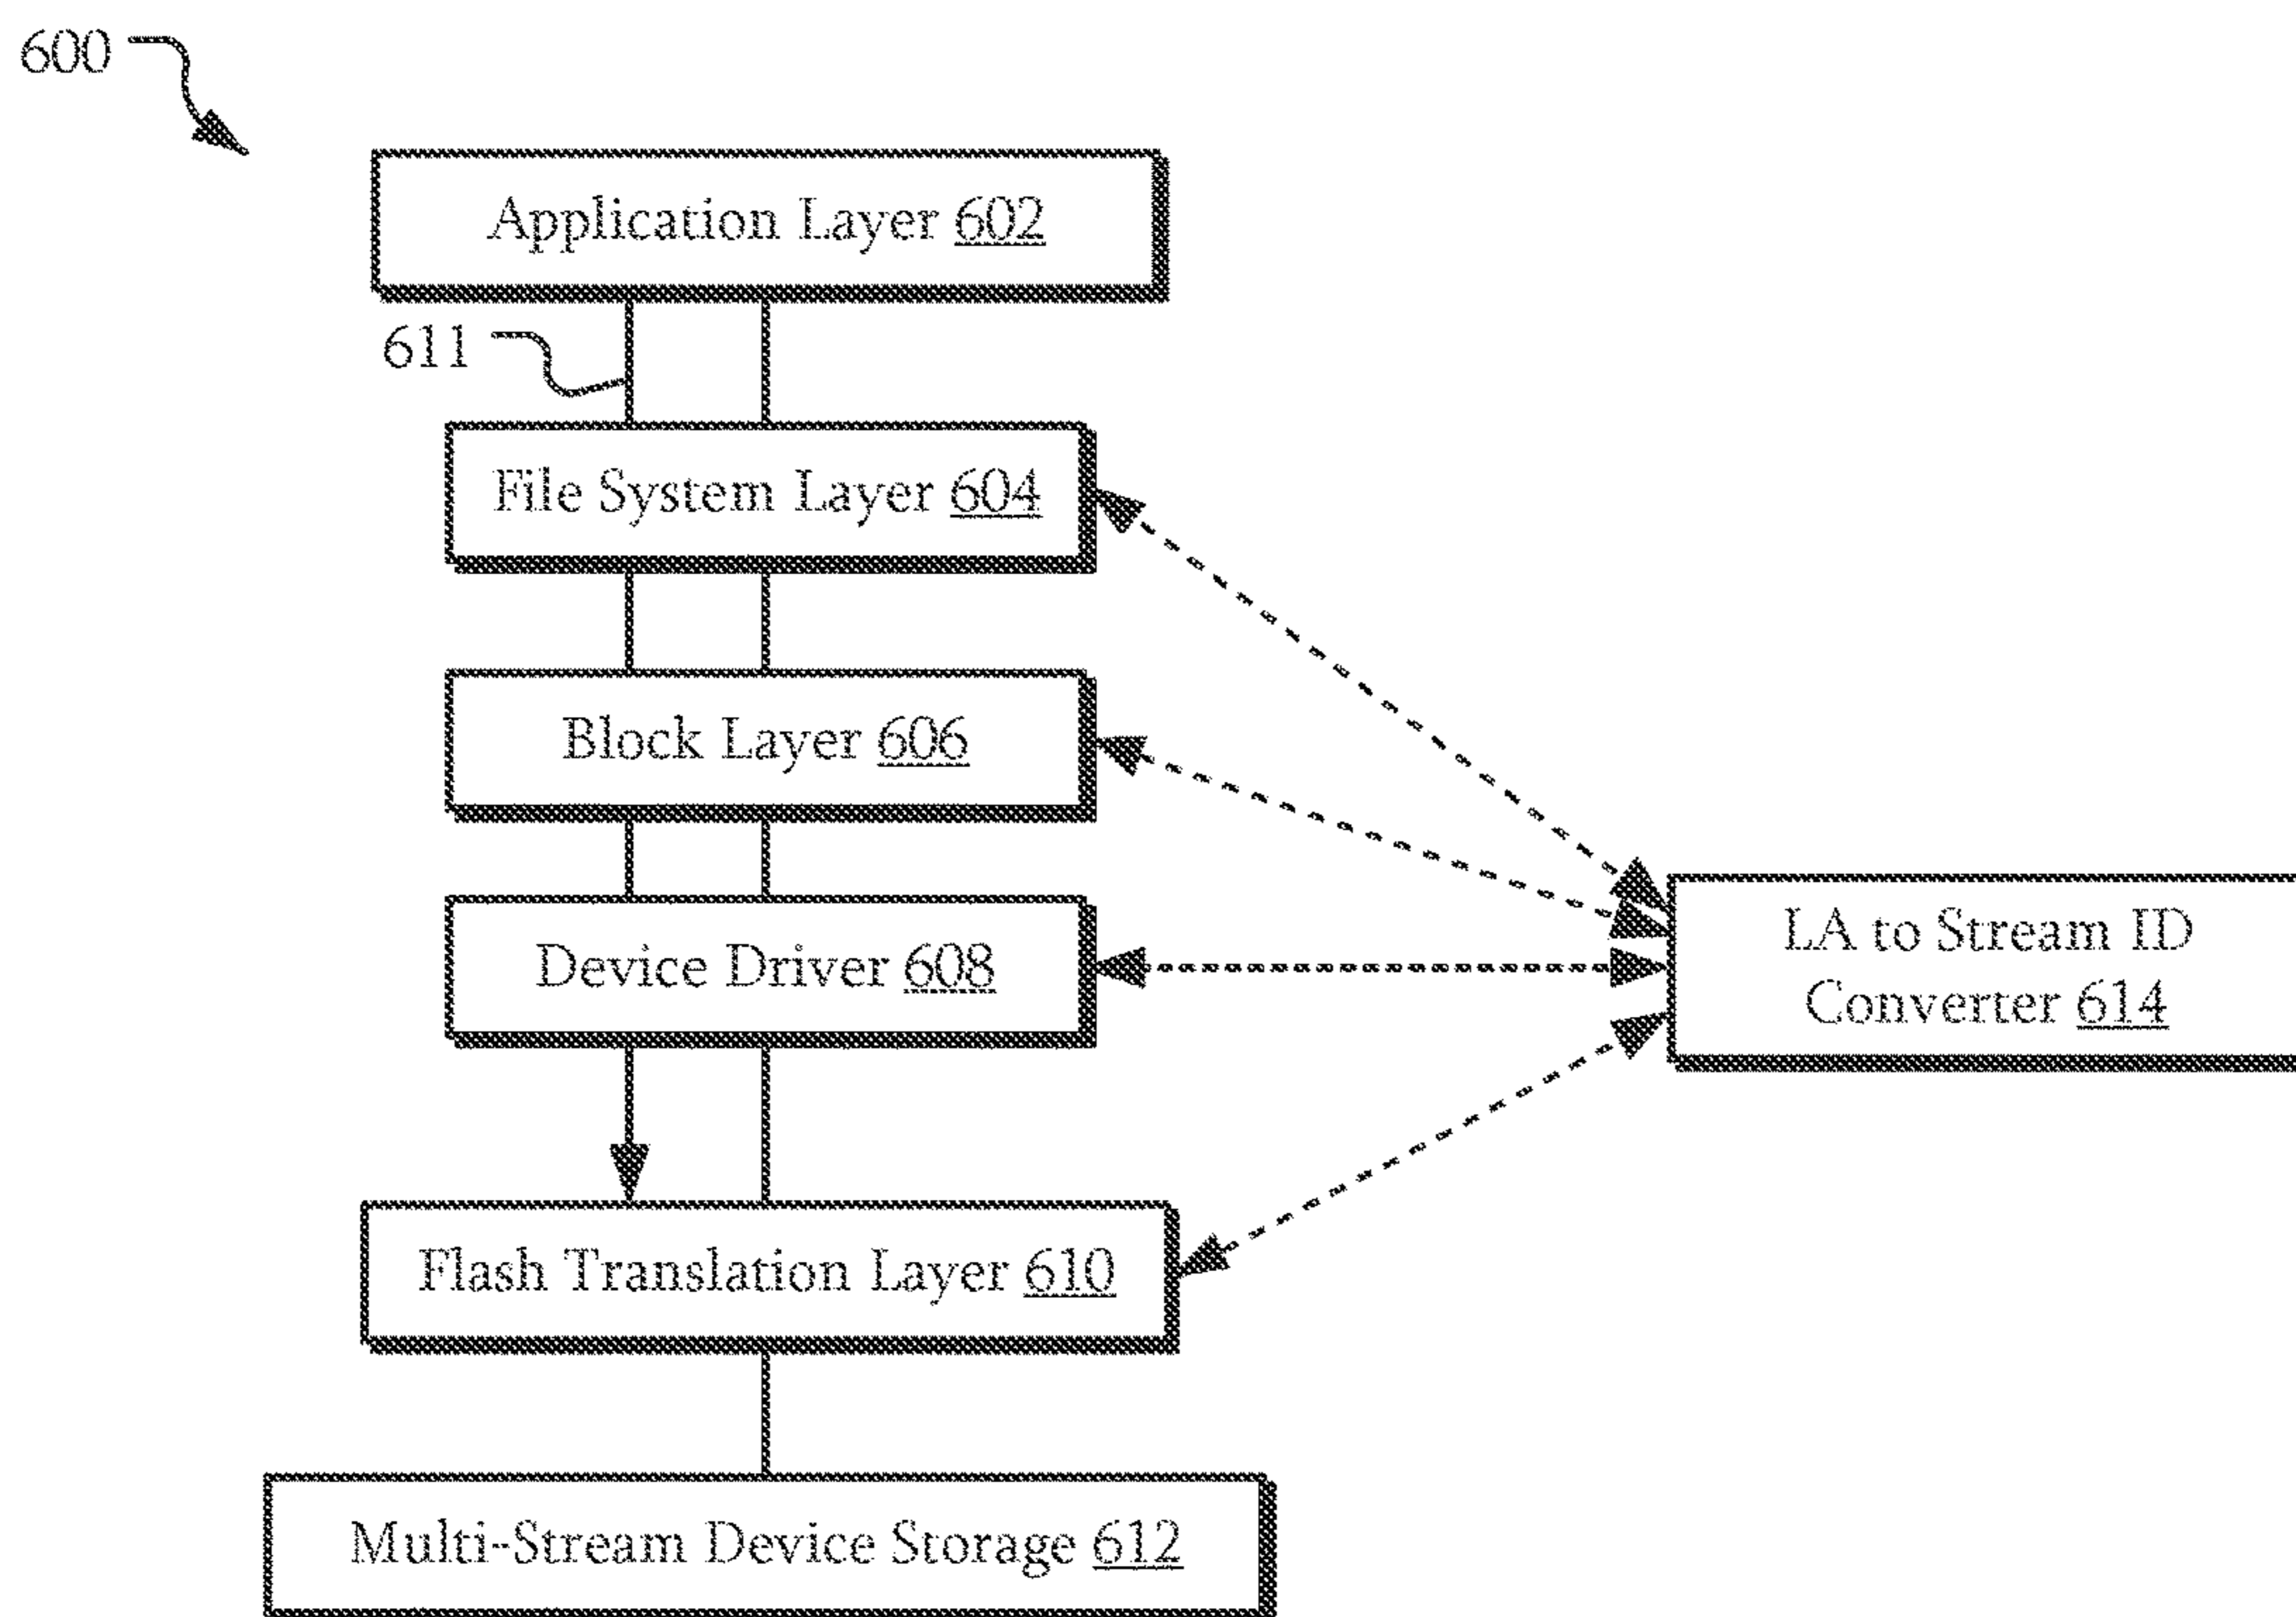 600
Application Layer 602
611
File System Layer 604
Block Layer 606
Device Driver 608
LA to Stream ID
Converter 614
Flash Translation Layer 610
Multi-Stream Device Storage 612